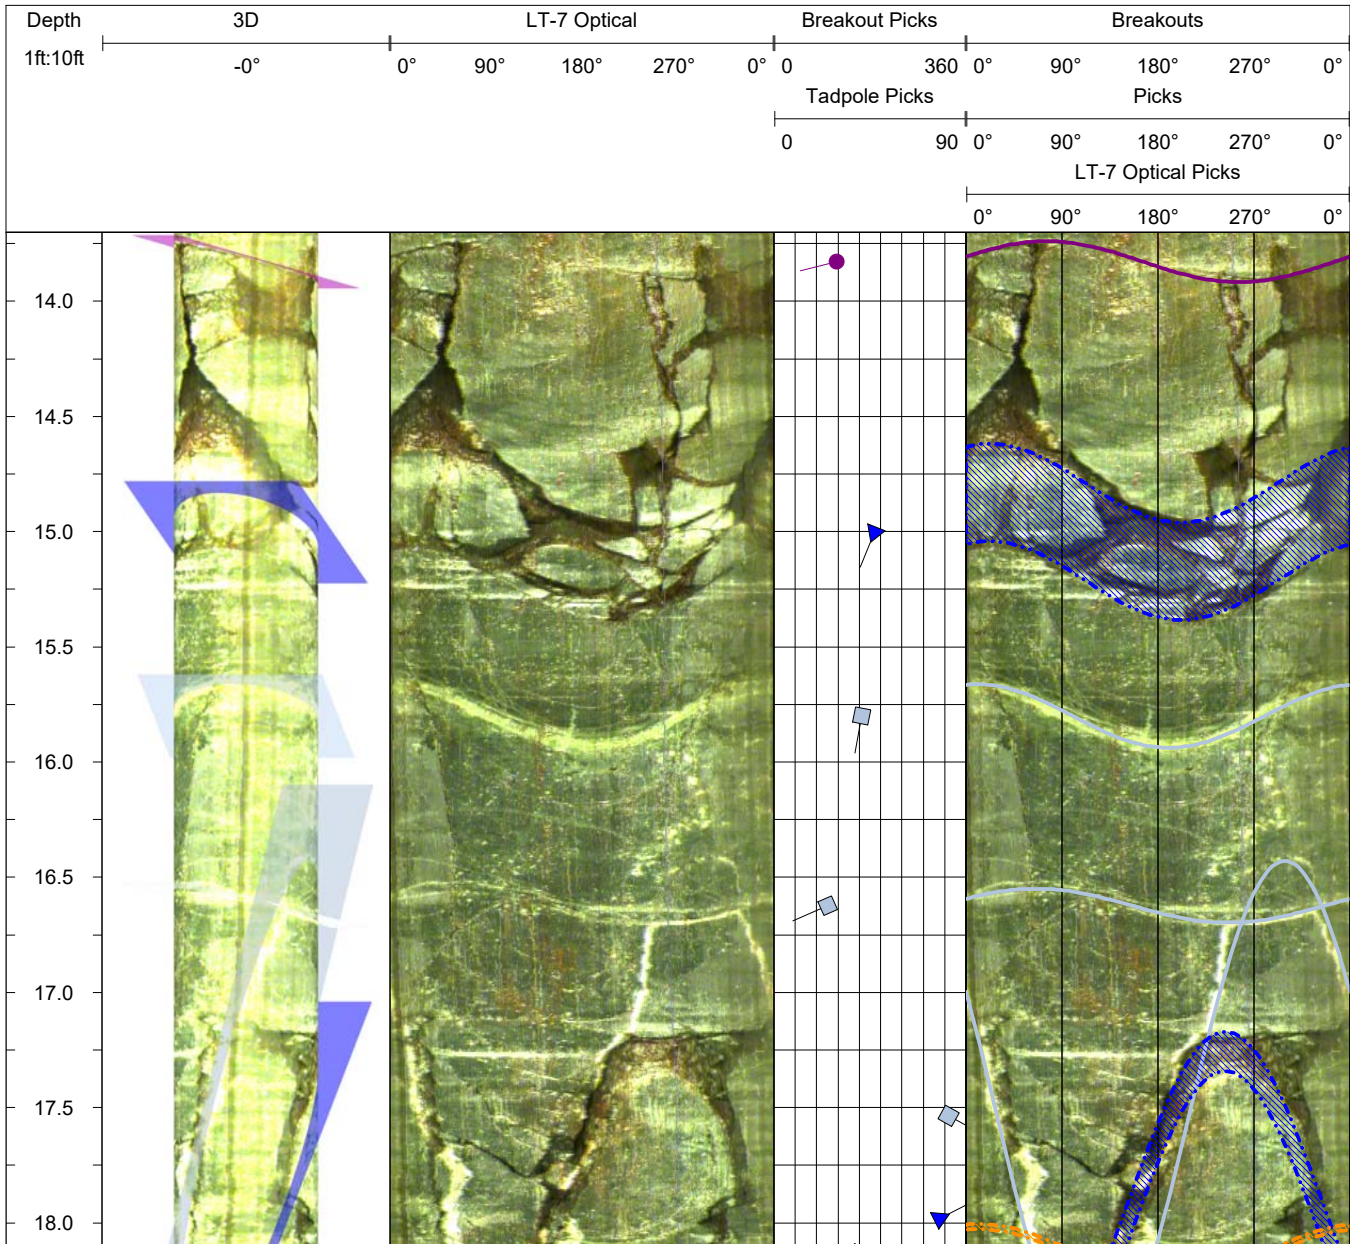 Depth 3D LT-7 Optical Breakout Picks Breakouts
1ft:10ft -0° 0° 90° 180° 270° 0° 0 360 0° 90° 180° 270° 0°
Tadpole Picks Picks
0 90 0° 90° 180° 270° 0°
LT-7 Optical Picks
0° 90° 180° 270° 0°
14.0
14.5
15.0
15.5
16.0
16.5
17.0
17.5
18.0